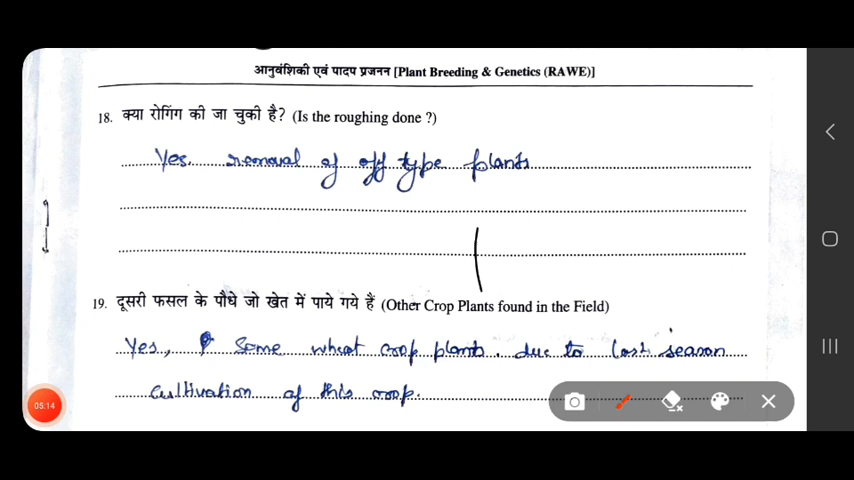 आनुवंशिकी एवं पादप प्रजनन [Plant Breeding & Genetics (RAWE)]
18. क्या रोगिंग की जा चुकी है? (Is the roughing done ?)
Yes. removal of off type plants
19. दूसरी फसल के पौधे जो खेत में पाये गये हैं (Other Crop Plants found in the Field)
Yes, Some wheat crop plants. due to last season
cultivation of this crop.
05:14